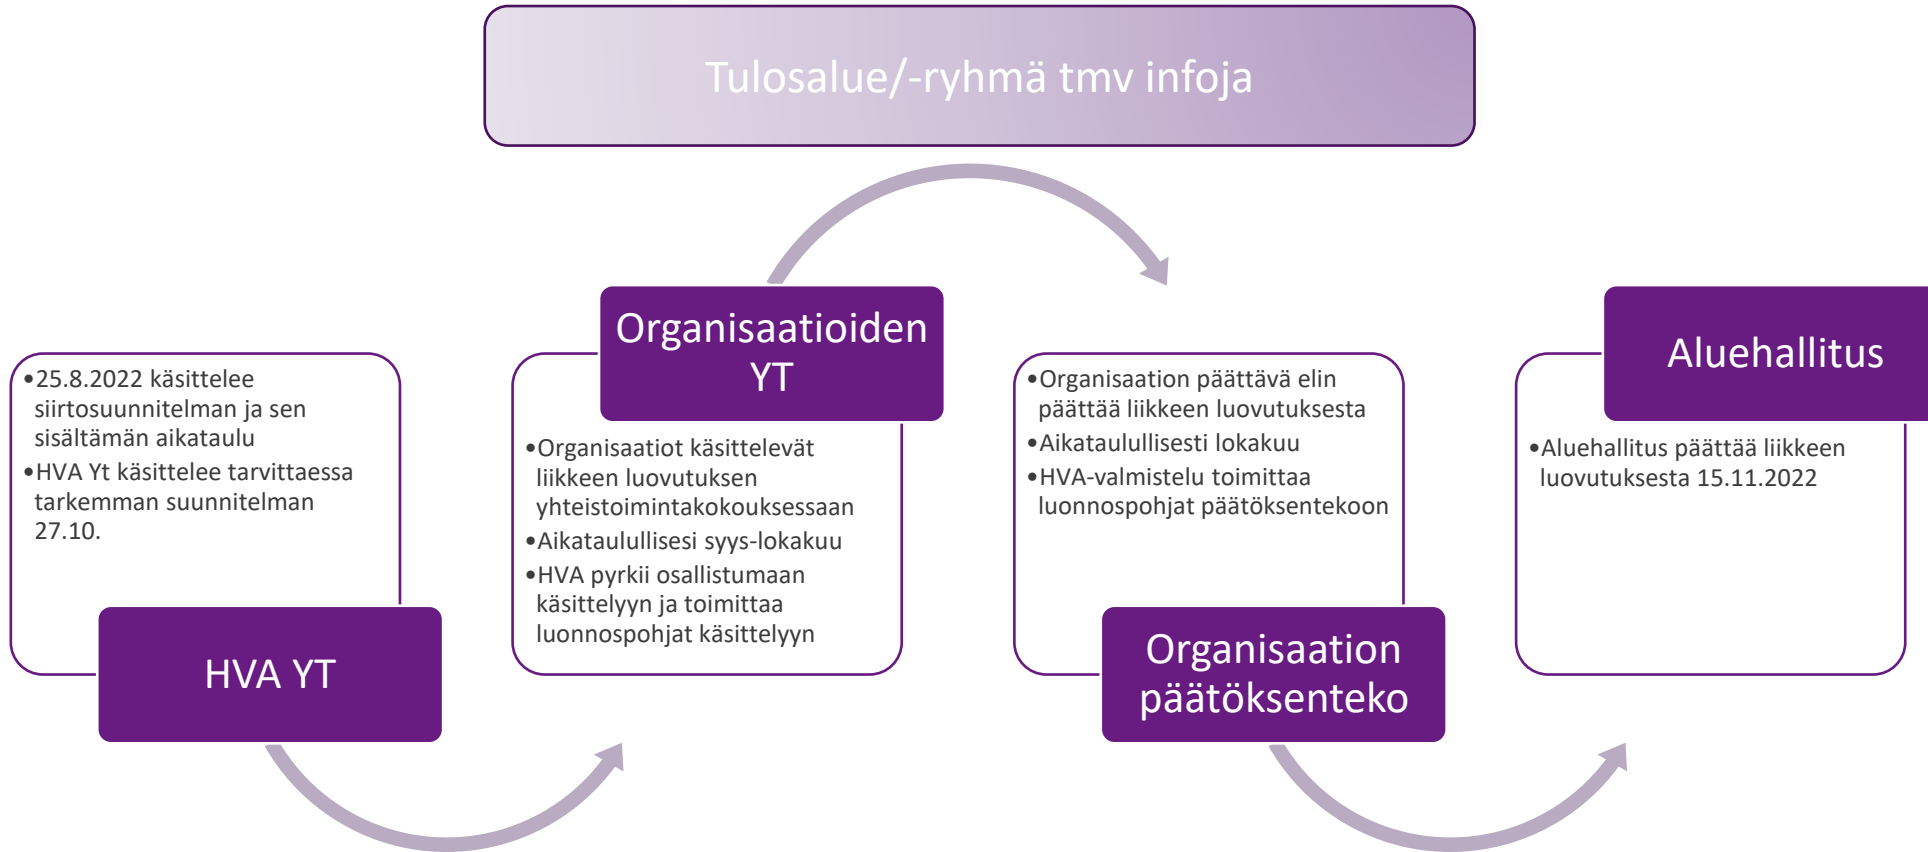 Tulosalue/-ryhmä tmv infoja
•25.8.2022 käsittelee
siirtosuunnitelman ja sen
sisältämän aikataulu
•HVA Yt käsittelee tarvittaessa
tarkemman suunnitelman
27.10.
HVA YT
Organisaatioiden
YT
•Organisaatiot käsittelevät
liikkeen luovutuksen
yhteistoimintakokouksessaan
•Aikataulullisesi syys-lokakuu
•HVA pyrkii osallistumaan
käsittelyyn ja toimittaa
luonnospohjat käsittelyyn
•Organisaation päättävä elin
päättää liikkeen luovutuksesta
•Aikataulullisesti lokakuu
•HVA-valmistelu toimittaa
luonnospohjat päätöksentekoon
Organisaation
päätöksenteko
Aluehallitus
•Aluehallitus päättää liikkeen
luovutuksesta 15.11.2022